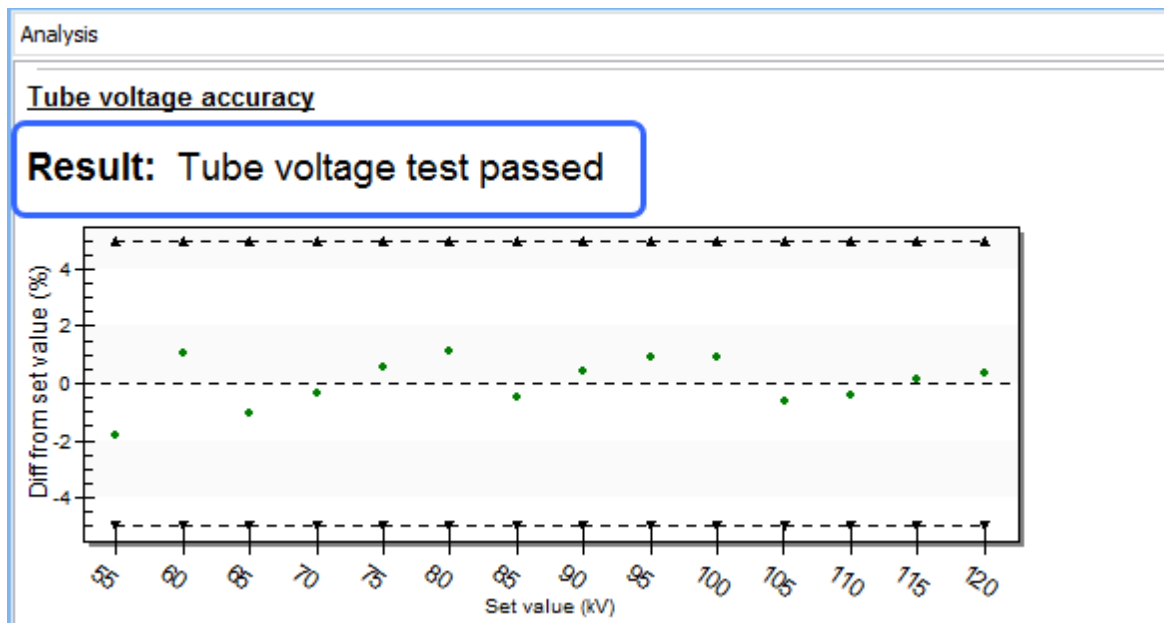 Analysis
Tube voltage accuracy
Result: Tube voltage test passed
Diff from set value (%)
4
2
0
-2
-4
55 60 65 70 75 80 85 90 95 100 105 110 115 120
Set value (kV)